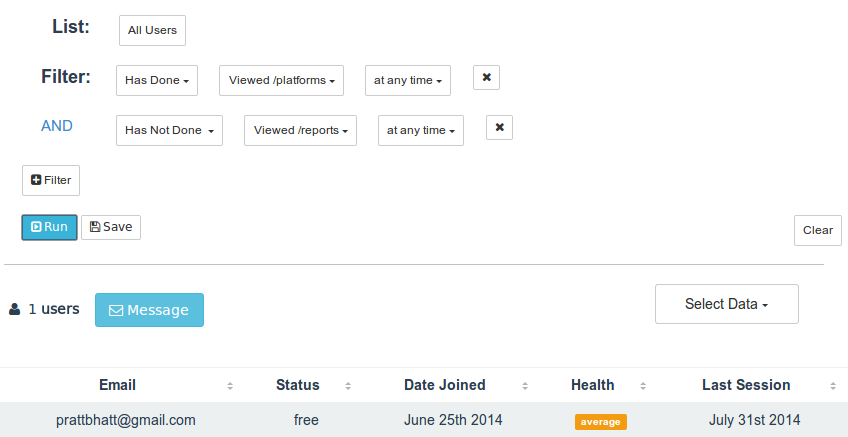 List: All Users
Filter: Has Done Viewed /platforms at any time
AND Has Not Done Viewed /reports at any time
Filter
Run Save Clear
1 users Message Select Data
Email Status Date Joined Health Last Session
prattbhatt@gmail.com free June 25th 2014 average July 31st 2014